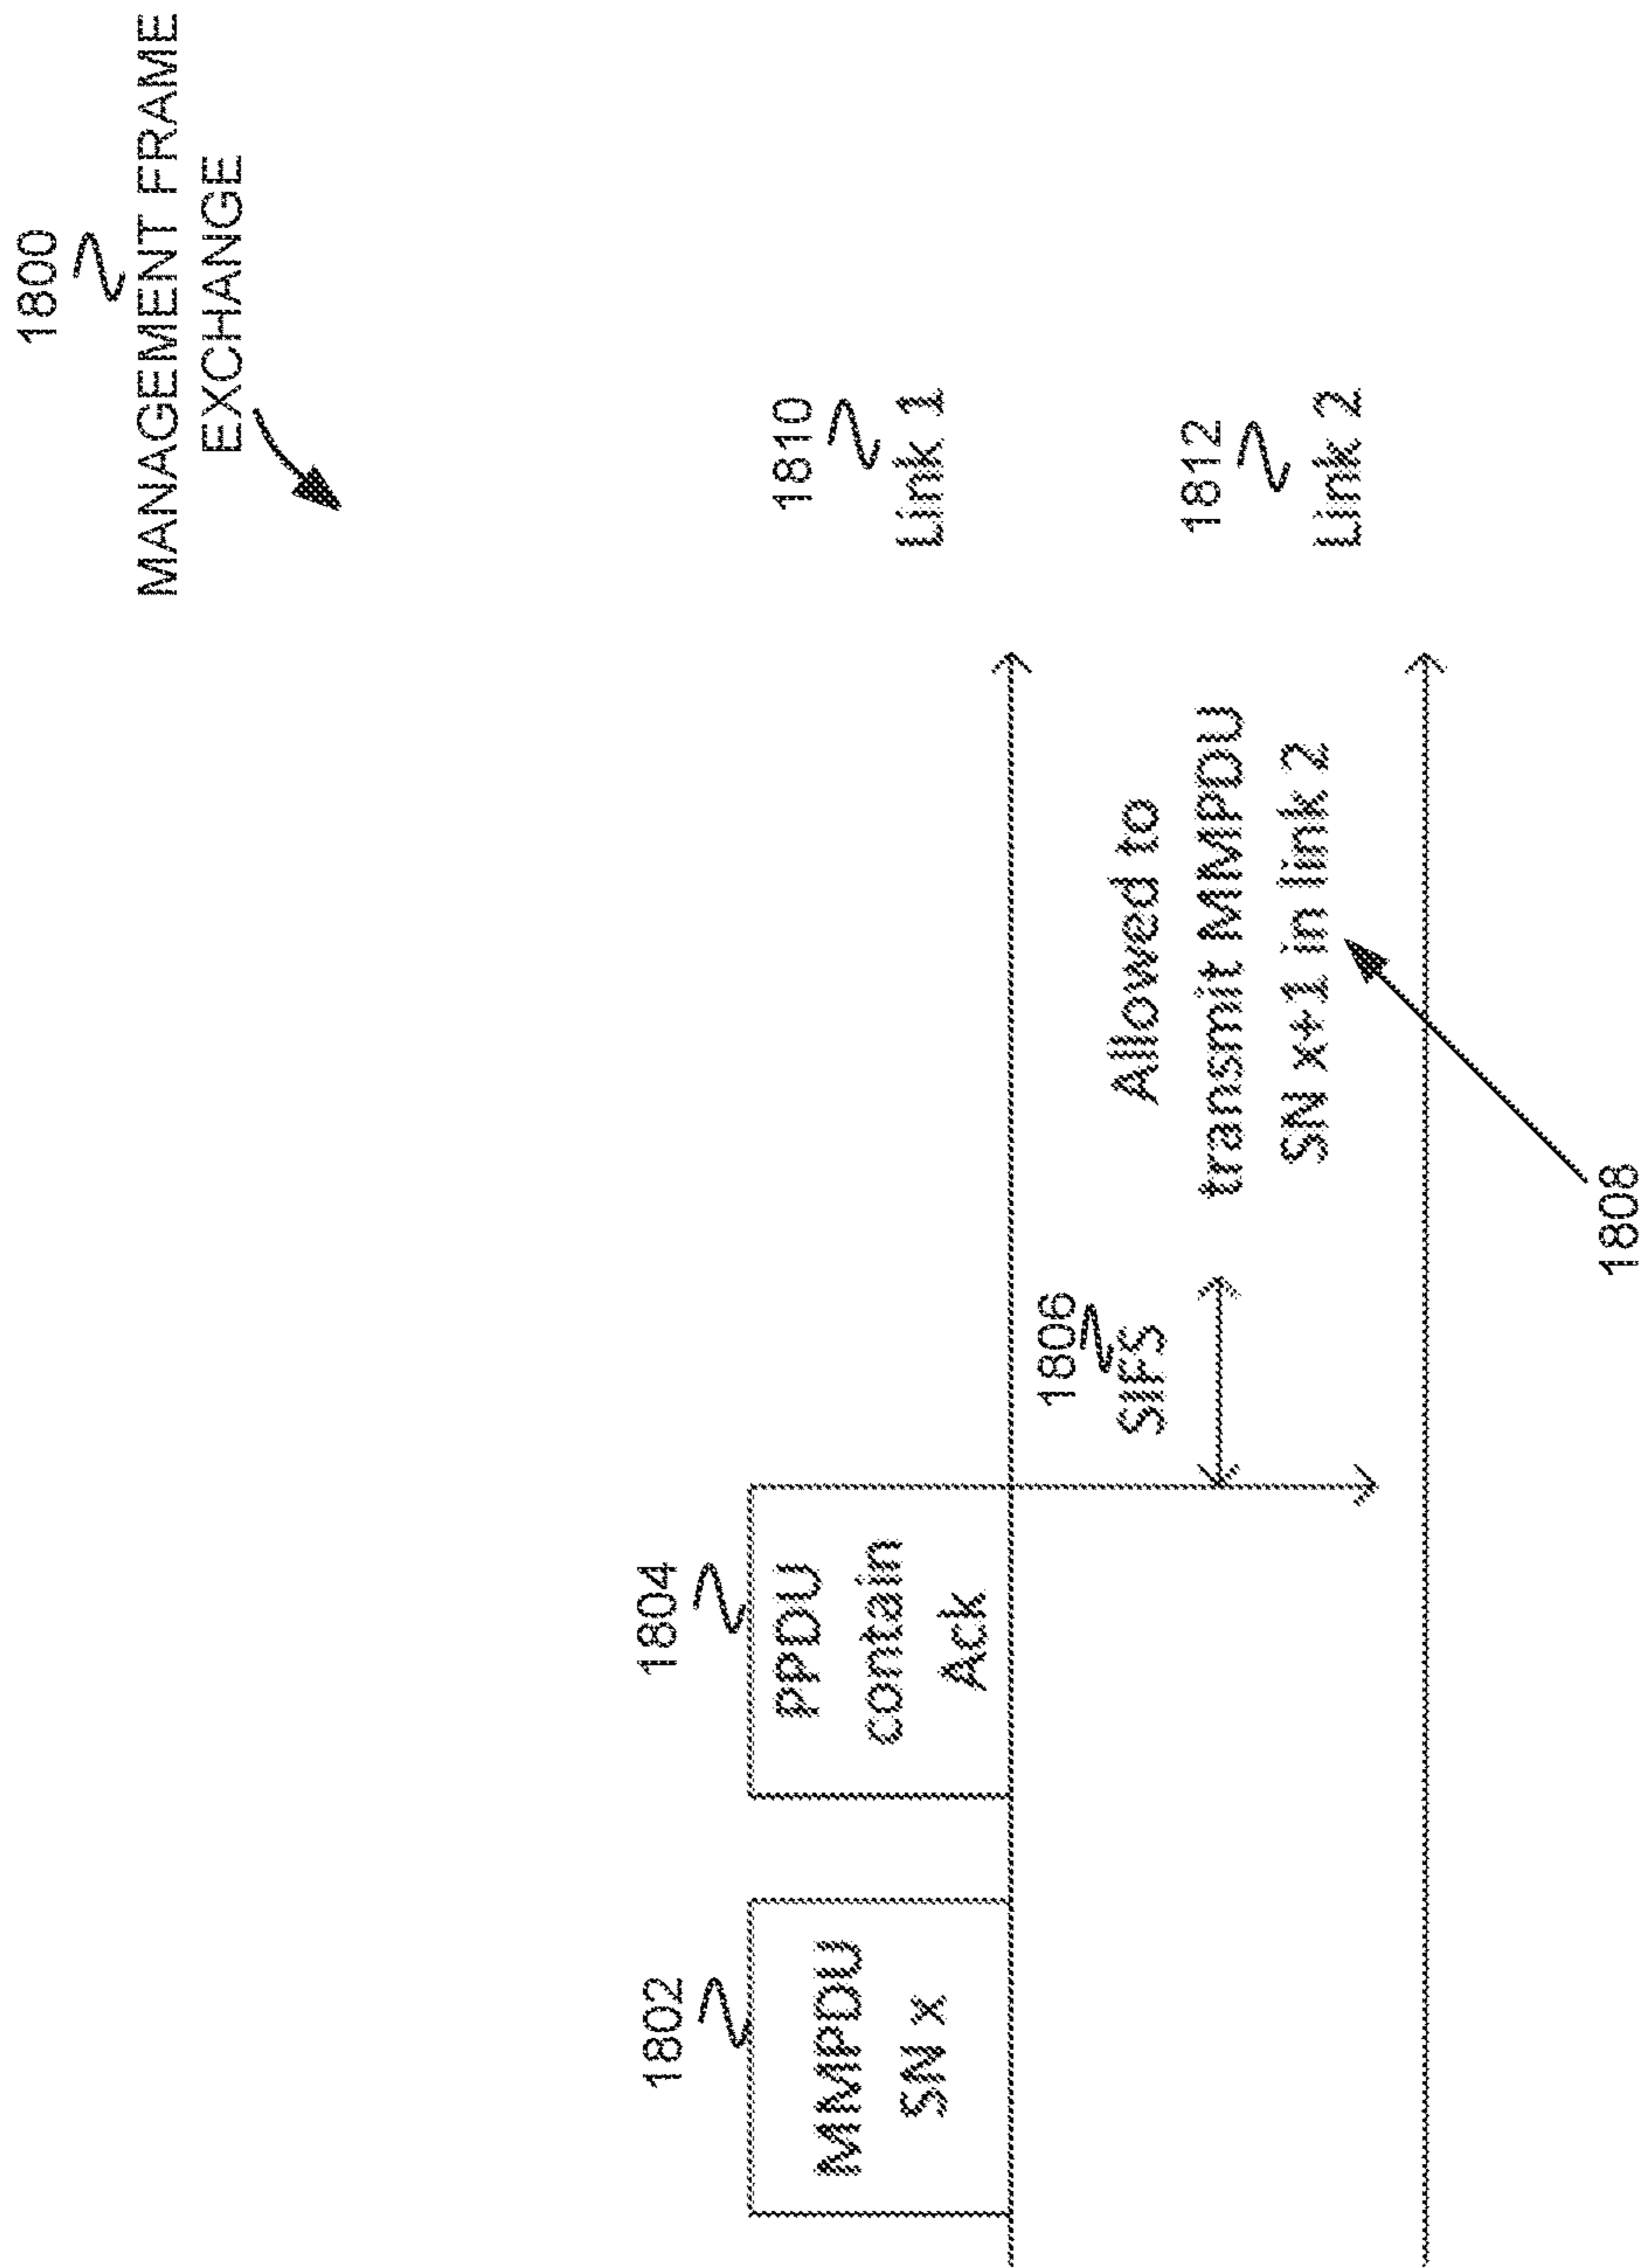 1800
MANAGEMENT FRAME
EXCHANGE
1802
MMPDU
SN x
1804
PPDU
contain
Ack
1810
Link 1
1806
SIFS
Allowed to
transmit MMPDU
SN x+1 in link 2
1812
Link 2
1808